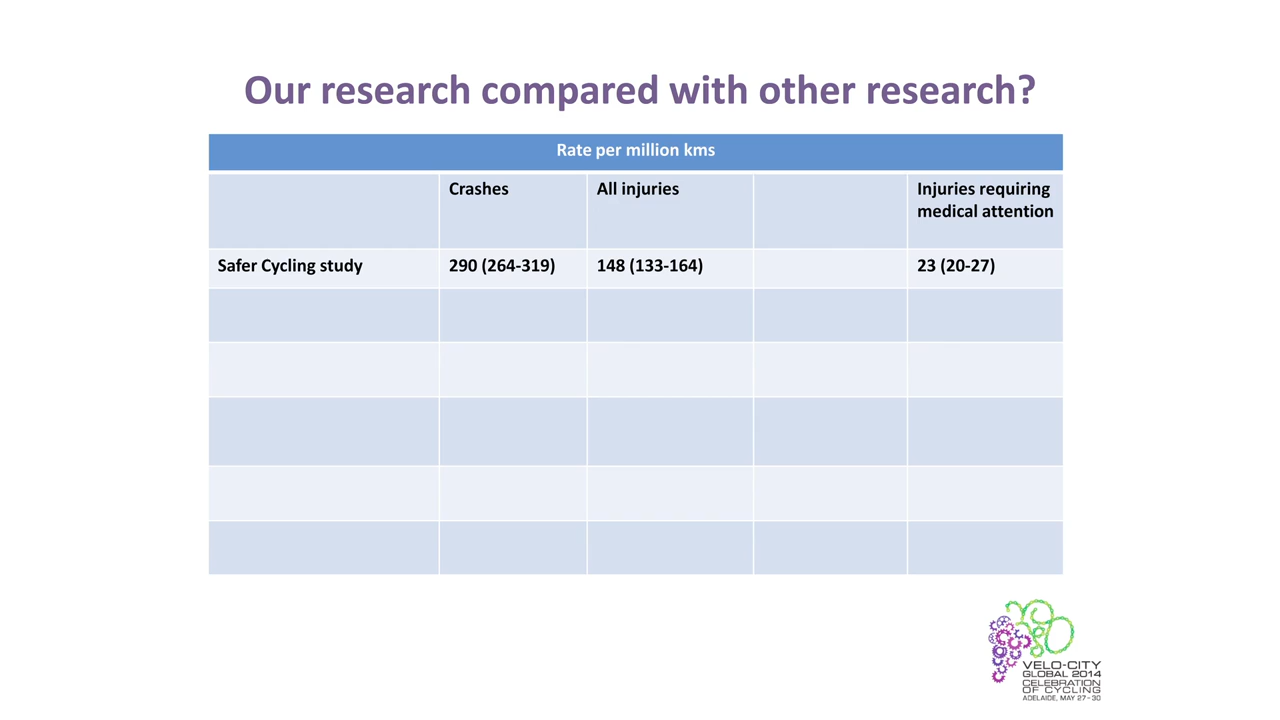 Our research compared with other research?
Rate per million kms
Crashes All injuries Injuries requiring
medical attention
Safer Cycling study 290 (264-319) 148 (133-164) 23 (20-27)
VELO-CITY
GLOBAL 2014
CELEBRATION
OF CYCLING
ADELAIDE, MAY 27-30